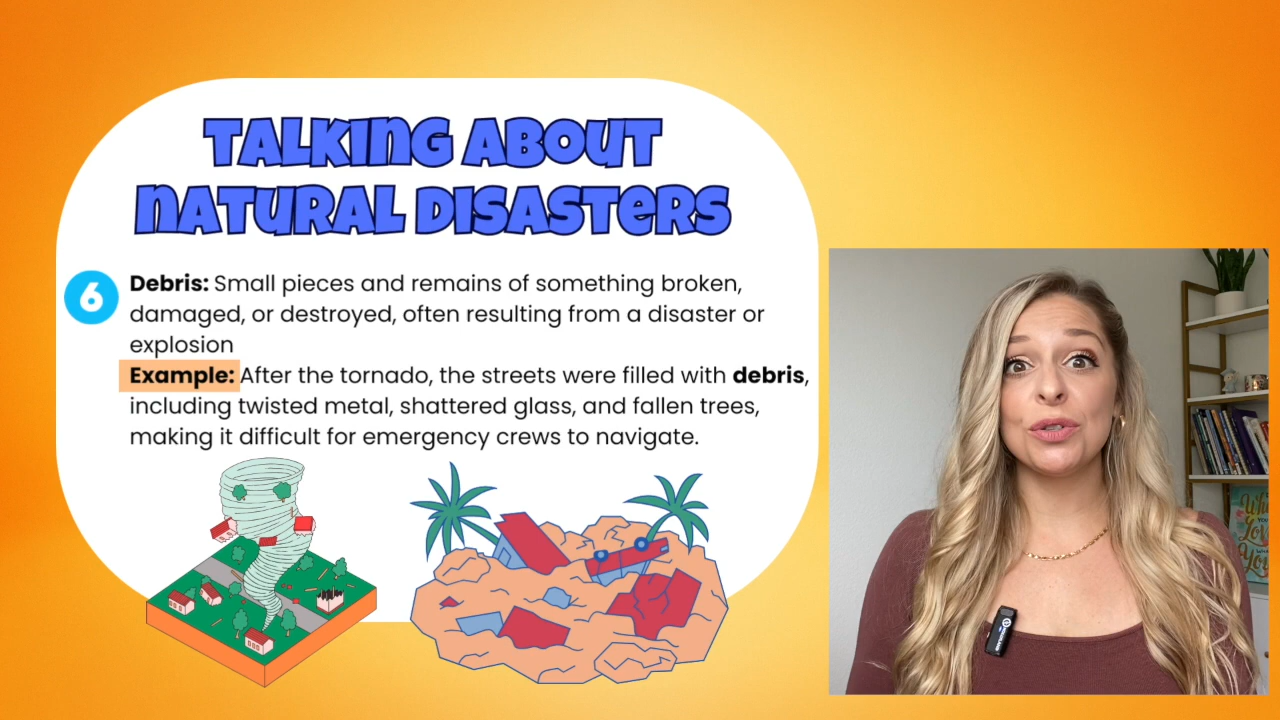 TALKING ABOUT
NATURAL DISASTERS
6
Debris: Small pieces and remains of something broken,
damaged, or destroyed, often resulting from a disaster or
explosion
Example: After the tornado, the streets were filled with debris,
including twisted metal, shattered glass, and fallen trees,
making it difficult for emergency crews to navigate.